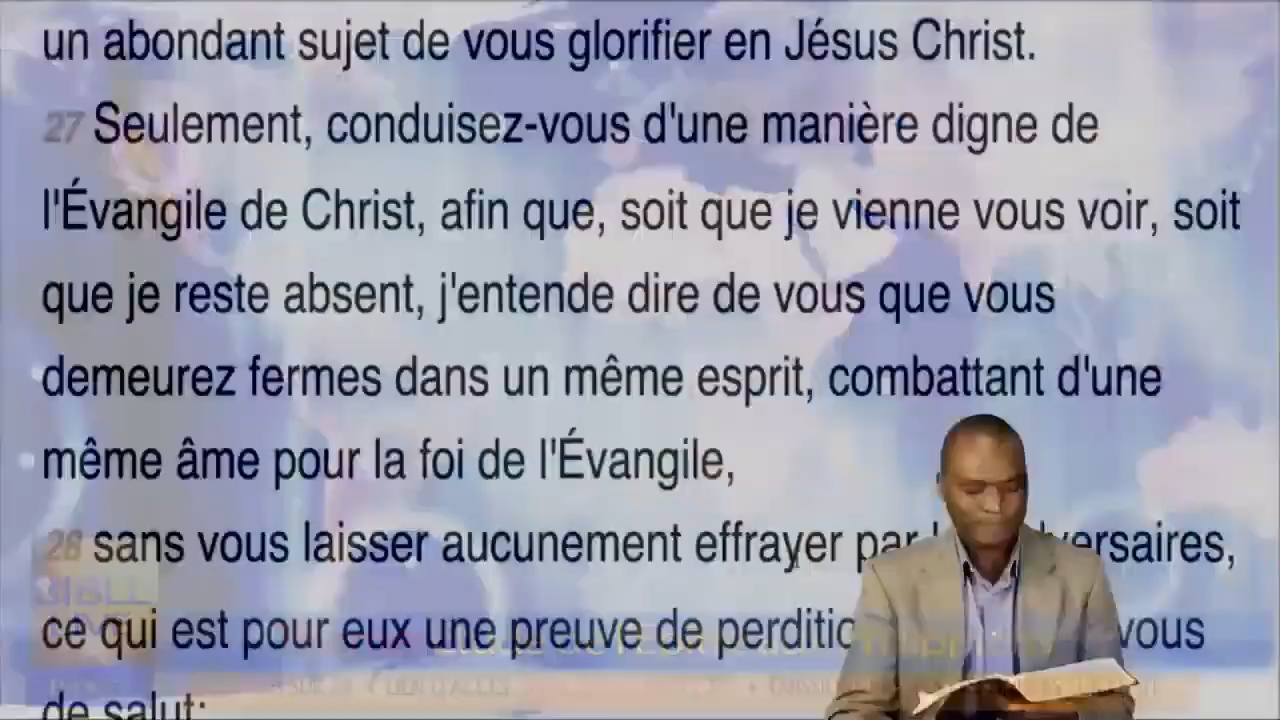 un abondant sujet de vous glorifier en Jésus Christ.
27 Seulement, conduisez-vous d'une manière digne de
l'Évangile de Christ, afin que, soit que je vienne vous voir, soit
que je reste absent, j'entende dire de vous que vous
demeurez fermes dans un même esprit, combattant d'une
même âme pour la foi de l'Évangile,
28 sans vous laisser aucunement effrayer par versaires,
ce qui est pour eux une preuve de perditio vous
de salut;